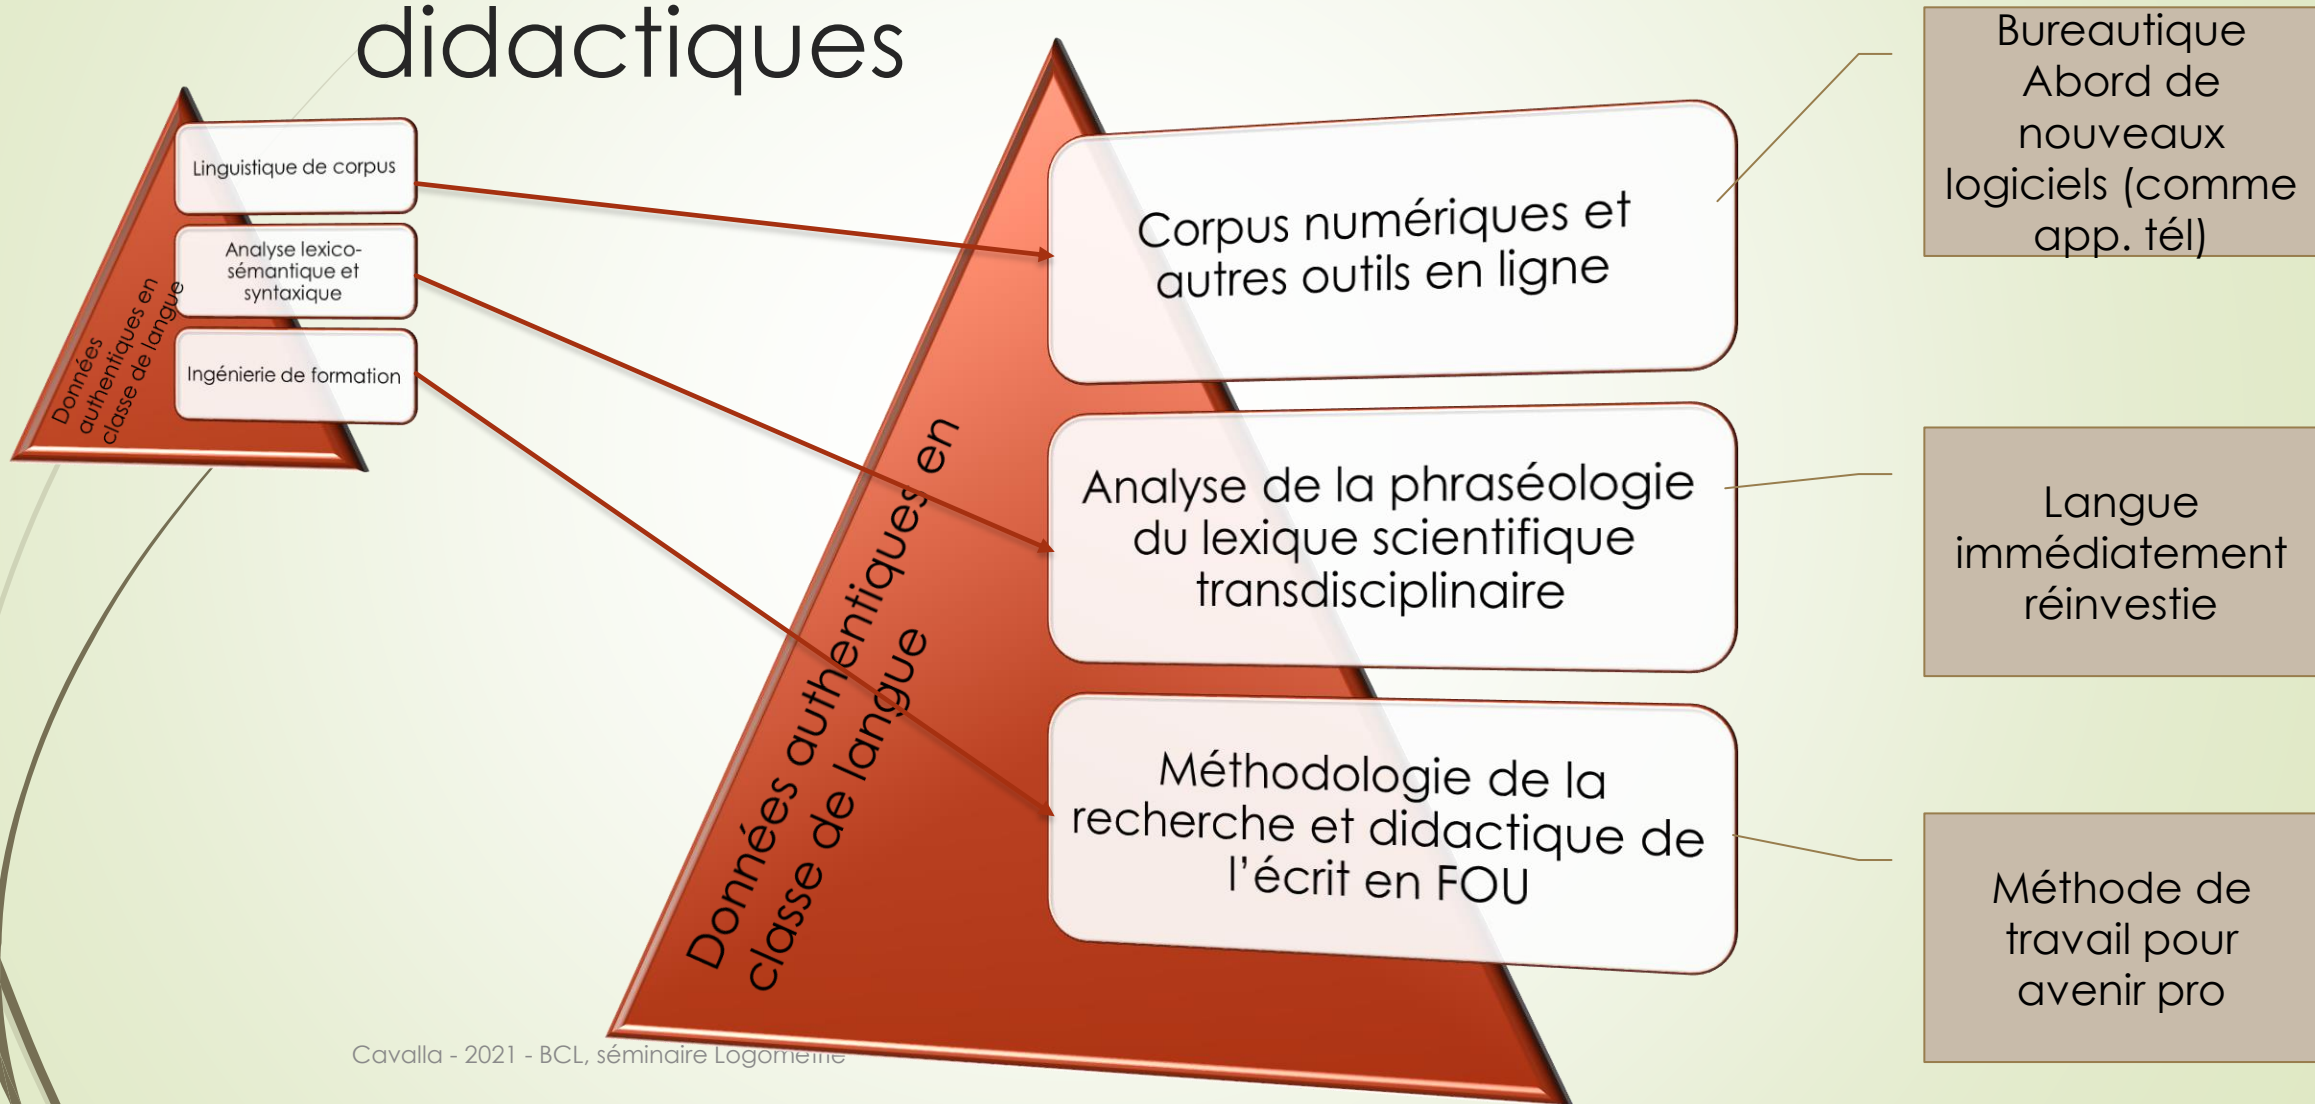 didactiques
Linguistique de corpus
Analyse lexico-
sémantique et
syntaxique
Ingénierie de formation
Données
authentiques en
classe de langue
Corpus numériques et
autres outils en ligne
Analyse de la phraséologie
du lexique scientifique
transdisciplinaire
Méthodologie de la
recherche et didactique de
l’écrit en FOU
Données authentiques en
classe de langue
Bureautique
Abord de
nouveaux
logiciels (comme
app. tél)
Langue
immédiatement
réinvestie
Méthode de
travail pour
avenir pro
Cavalla - 2021 - BCL, séminaire Logométrie